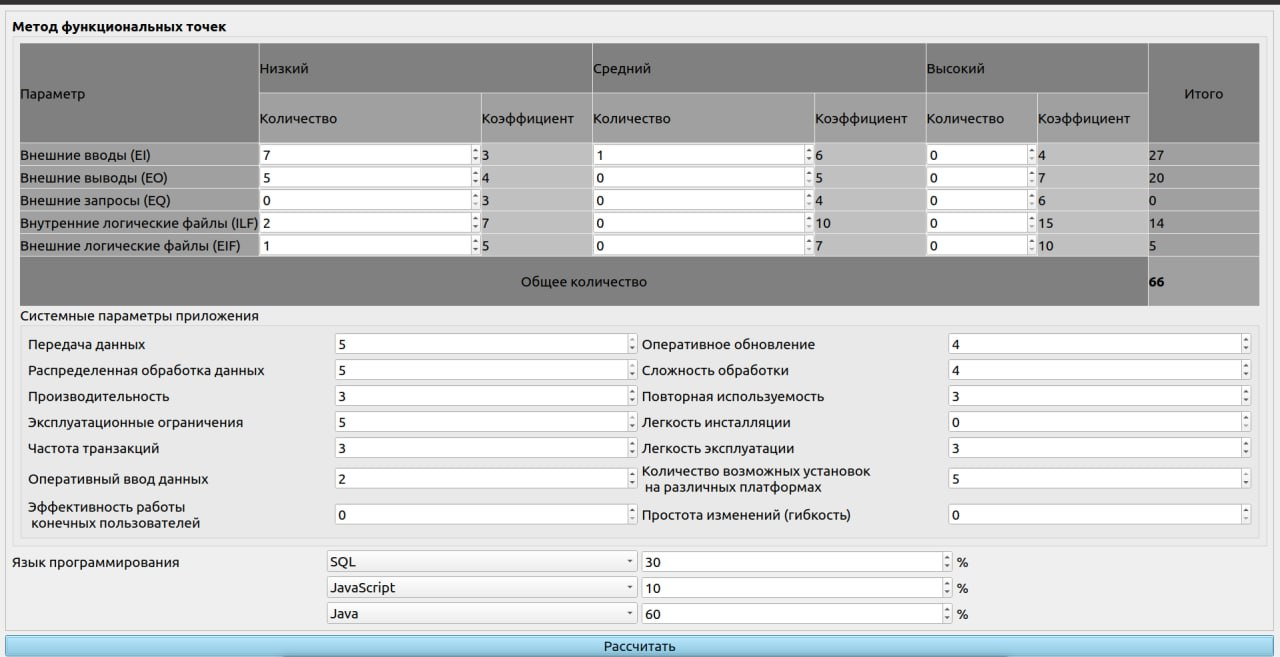 Метод функциональных точек
Параметр Низкий Средний Высокий Итого
Количество Коэффициент Количество Коэффициент Количество Коэффициент
Внешние вводы (EI) 7 3 1 6 0 4 27
Внешние выводы (EO) 5 4 0 5 0 7 20
Внешние запросы (EQ) 0 3 0 4 0 6 0
Внутренние логические файлы (ILF) 2 7 0 10 0 15 14
Внешние логические файлы (EIF) 1 5 0 7 0 10 5
Общее количество 66
Системные параметры приложения
Передача данных 5 Оперативное обновление 4
Распределенная обработка данных 5 Сложность обработки 4
Производительность 3 Повторная используемость 3
Эксплуатационные ограничения 5 Легкость инсталляции 0
Частота транзакций 3 Легкость эксплуатации 3
Оперативный ввод данных 2 Количество возможных установок
на различных платформах 5
Эффективность работы
конечных пользователей 0 Простота изменений (гибкость) 0
Язык программирования SQL 30 %
JavaScript 10 %
Java 60 %
Рассчитать